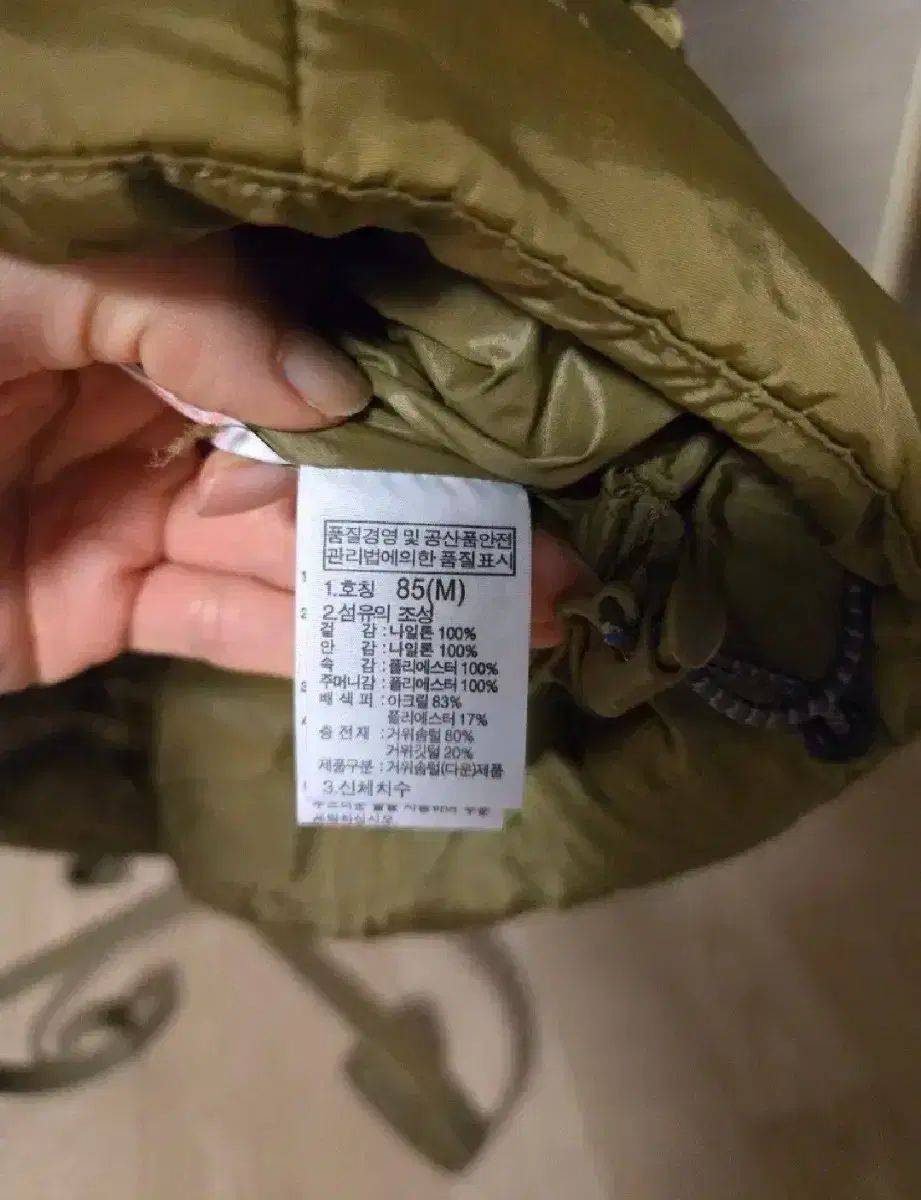 품질경영 및 공산품안전
관리법에의한 품질표시
1.호칭 85(M)
2.섬유의 조성
겉 감 : 나일론 100%
안 감 : 나일론 100%
속 감 : 폴리에스터 100%
주머니감 : 폴리에스터 100%
배 색 퍼 : 아크릴 83%
폴리에스터 17%
충 전 재 : 거위솜털 80%
거위깃털 20%
제품구분 : 거위솜털(다운)제품
3.신체치수